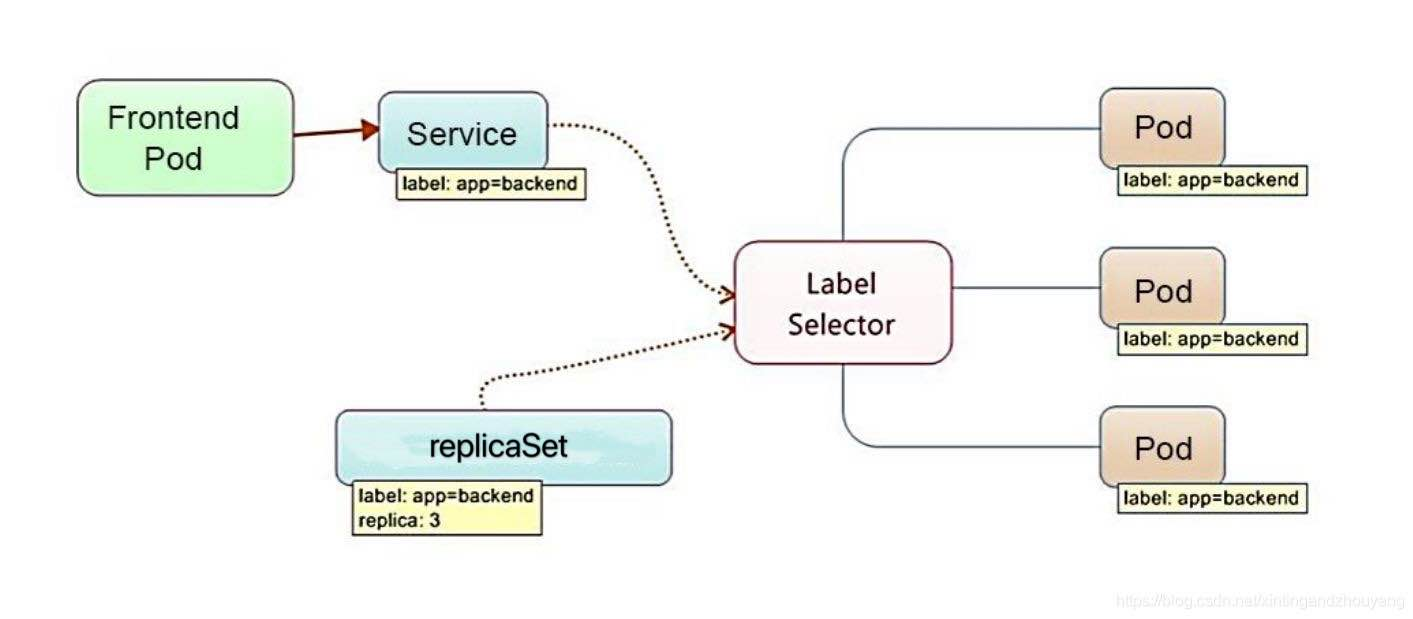 Frontend
Pod
Service
label: app=backend
replicaSet
label: app=backend
replica: 3
Label
Selector
Pod
label: app=backend
Pod
label: app=backend
Pod
label: app=backend
https://blog.csdn.net/xintingandzhouyang